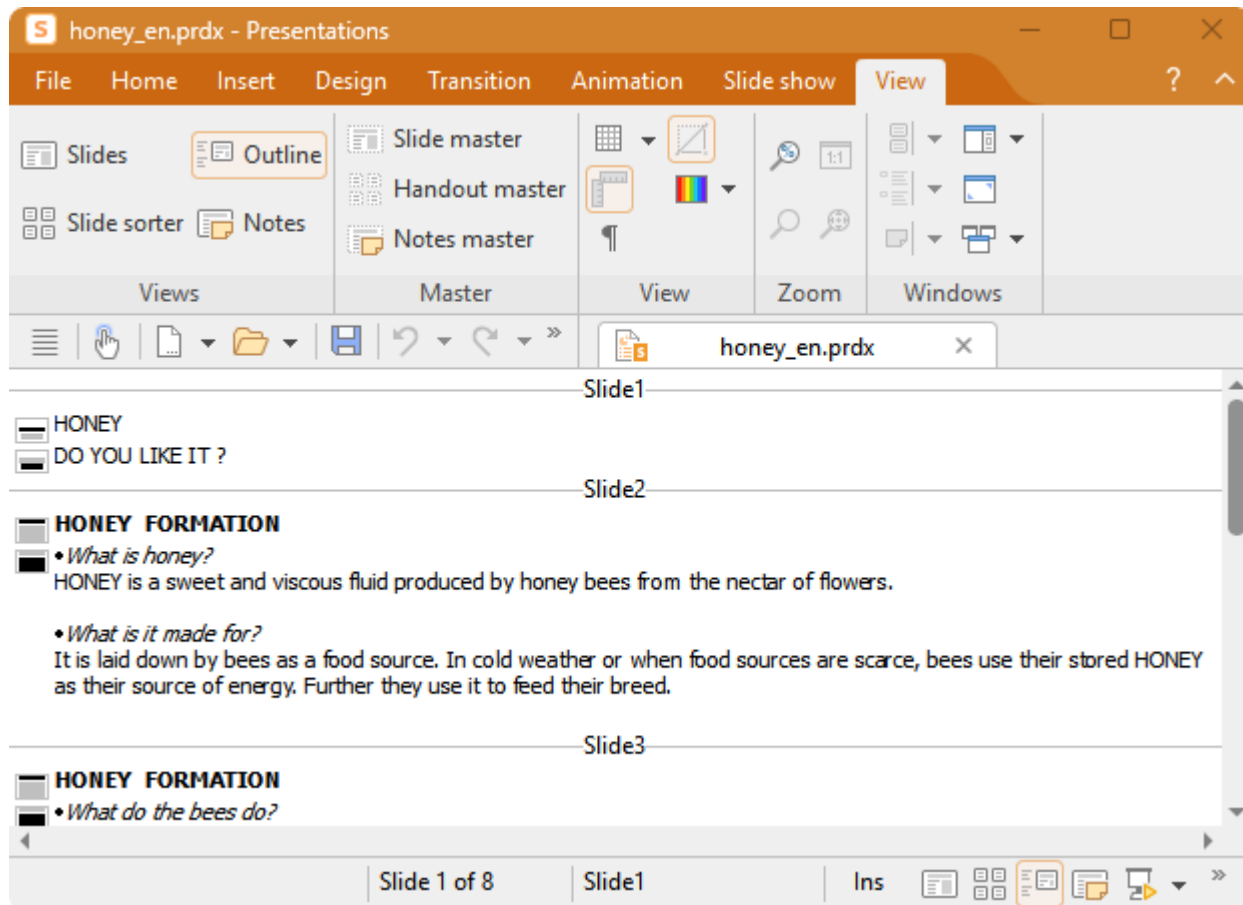 S honey_en.prdx - Presentations
File Home Insert Design Transition Animation Slide show View ?
Slides Outline
Slide sorter Notes
Slide master
Handout master
Notes master
1:1
Views Master View Zoom Windows
honey_en.prdx
Slide1
HONEY
DO YOU LIKE IT ?
Slide2
HONEY FORMATION
•What is honey?
HONEY is a sweet and viscous fluid produced by honey bees from the nectar of flowers.
•What is it made for?
It is laid down by bees as a food source. In cold weather or when food sources are scarce, bees use their stored HONEY
as their source of energy. Further they use it to feed their breed.
Slide3
HONEY FORMATION
•What do the bees do?
Slide 1 of 8 Slide1 Ins